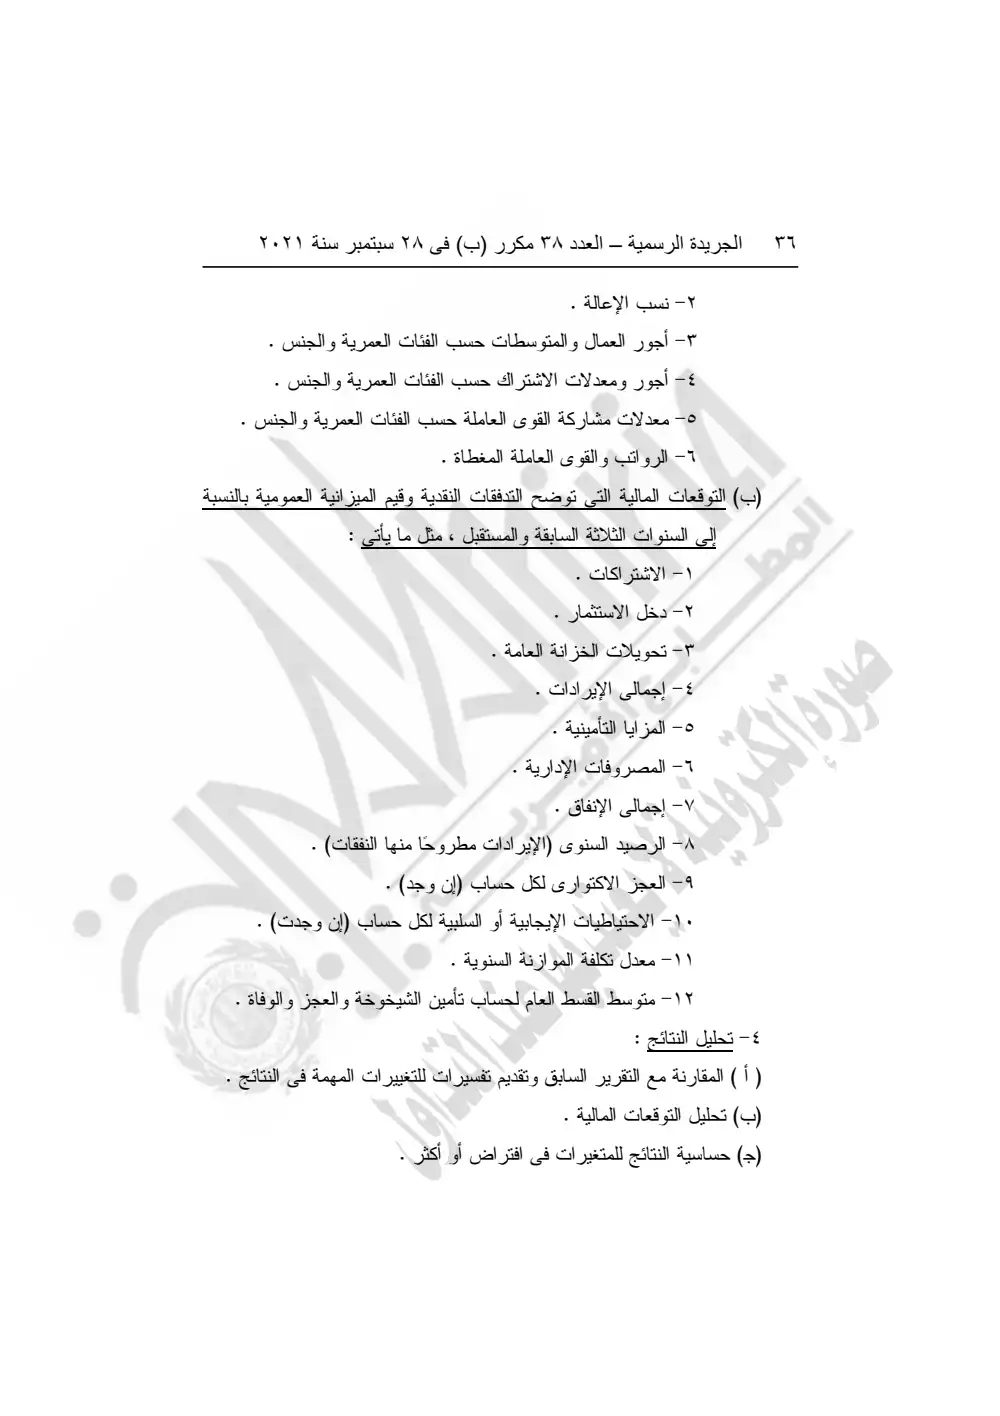 ٣٦ الجريدة الرسمية – العدد ٣٨ مكرر (ب) فى ٢٨ سبتمبر سنة ٢٠٢١
٢- نسب الإعالة .
٣- أجور العمال والمتوسطات حسب الفئات العمرية والجنس .
٤- أجور ومعدلات الاشتراك حسب الفئات العمرية والجنس .
٥- معدلات مشاركة القوى العاملة حسب الفئات العمرية والجنس .
٦- الرواتب والقوى العاملة المغطاة .
(ب) التوقعات المالية التى توضح التدفقات النقدية وقيم الميزانية العمومية بالنسبة
إلى السنوات الثلاثة السابقة والمستقبل ، مثل ما يأتى :
١- الاشتراكات .
٢- دخل الاستثمار .
٣- تحويلات الخزانة العامة .
٤- إجمالى الإيرادات .
٥- المزايا التأمينية .
٦- المصروفات الإدارية .
٧- إجمالى الإنفاق .
٨- الرصيد السنوى (الإيرادات مطروحًا منها النفقات) .
٩- العجز الاكتوارى لكل حساب (إن وجد) .
١٠- الاحتياطيات الإيجابية أو السلبية لكل حساب (إن وجدت) .
١١- معدل تكلفة الموازنة السنوية .
١٢- متوسط القسط العام لحساب تأمين الشيخوخة والعجز والوفاة .
٤- تحليل النتائج :
( أ ) المقارنة مع التقرير السابق وتقديم تفسيرات للتغييرات المهمة فى النتائج .
(ب) تحليل التوقعات المالية .
(ج) حساسية النتائج للمتغيرات فى افتراض أو أكثر .
صورة إلكترونية لا يعتد بها عند التداول